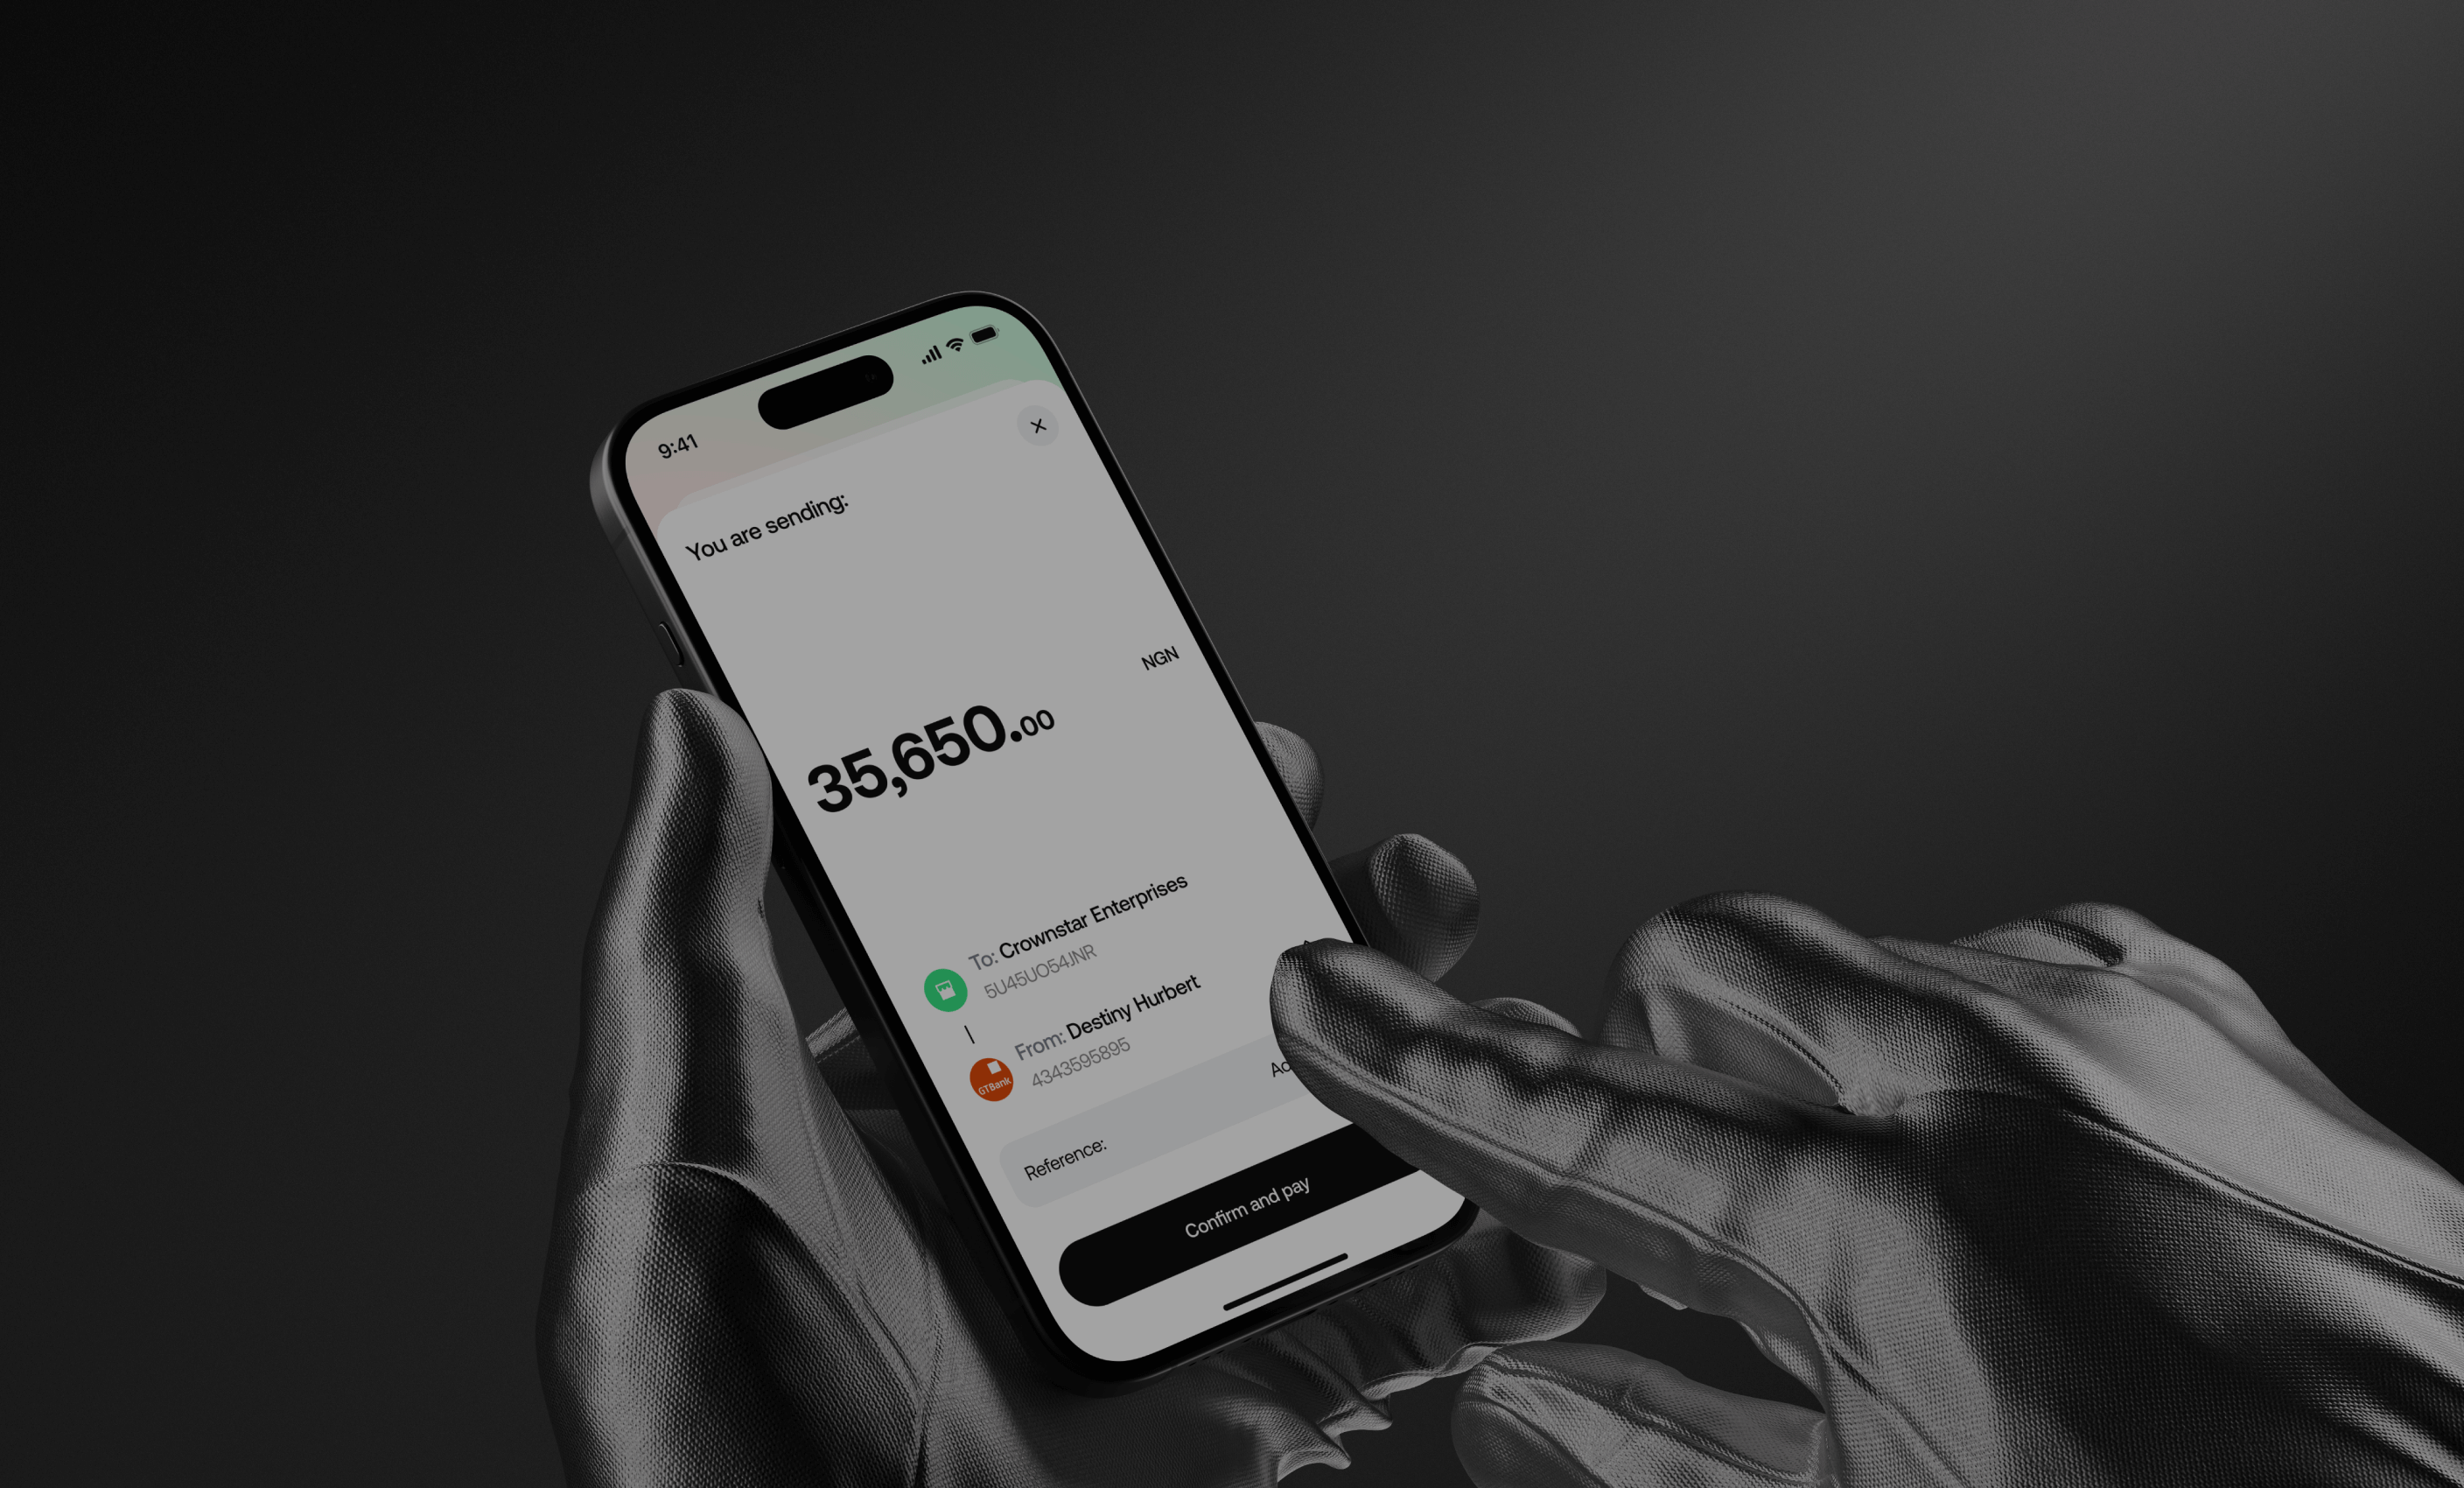 9:41
You are sending:
NGN
35,650.00
To: Crownstar Enterprises
5U45UO54JNR
From: Destiny Hurbert
GTBank
4343595895
Reference:
Confirm and pay